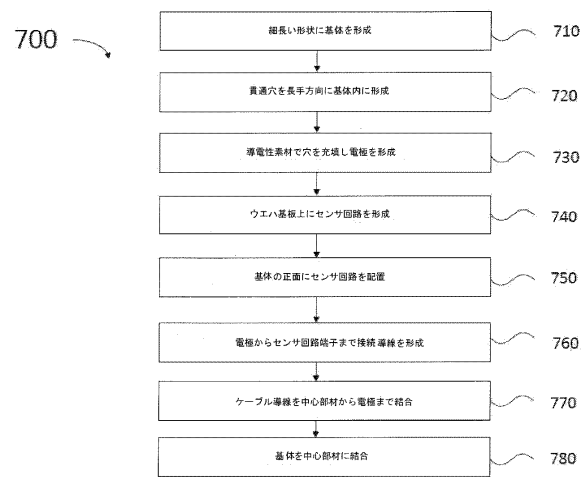 700
細長い形状に基体を形成 710
貫通穴を長手方向に基体内に形成 720
導電性素材で穴を充填し電極を形成 730
ウエハ基板上にセンサ回路を形成 740
基体の正面にセンサ回路を配置 750
電極からセンサ回路端子まで接続導線を形成 760
ケーブル導線を中心部材から電極まで結合 770
基体を中心部材に結合 780